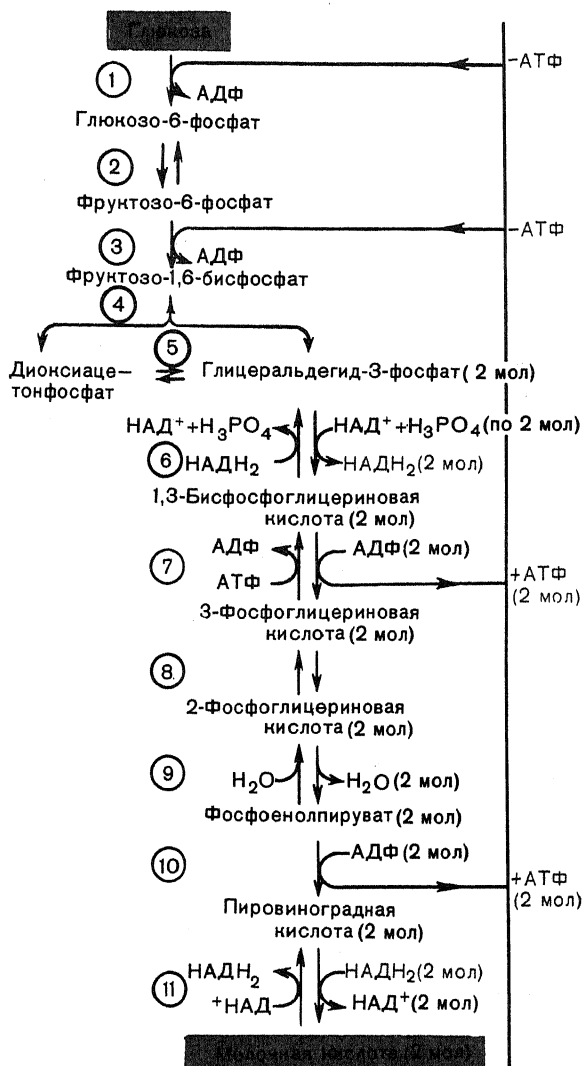 Глюкоза
−АТФ
1
АДФ
Глюкозо-6-фосфат
2
Фруктозо-6-фосфат
−АТФ
3
АДФ
Фруктозо-1,6-бисфосфат
4
5
Диоксиаце-
тонфосфат
Глицеральдегид-3-фосфат( 2 мол)
НАД⁺+Н₃РО₄
НАД⁺+Н₃РО₄(по 2 мол)
6
НАДН₂
НАДН₂(2 мол)
1,3-Бисфосфоглицериновая
кислота(2 мол)
АДФ
АДФ(2 мол)
7
АТФ
+АТФ
(2 мол)
3-Фосфоглицериновая
кислота(2 мол)
8.
2-Фосфоглицериновая
кислота(2 мол)
9
Н₂О
Н₂О(2 мол)
Фосфоенолпируват(2 мол)
10
АДФ(2 мол)
+АТФ
(2 мол)
Пировиноградная
кислота(2 мол)
НАДН₂
НАДН₂(2 мол)
11
⁺НАД
НАД⁺(2 мол)
Молочная кислота(2 мол)